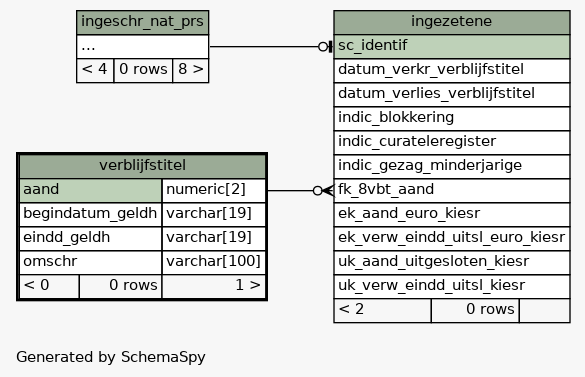 ingeschr_nat_prs
...
< 4 0 rows 8 >
ingezetene
sc_identif
datum_verkr_verblijfstitel
datum_verlies_verblijfstitel
indic_blokkering
indic_curateleregister
indic_gezag_minderjarige
fk_8vbt_aand
ek_aand_euro_kiesr
ek_verw_eindd_uitsl_euro_kiesr
uk_aand_uitgesloten_kiesr
uk_verw_eindd_uitsl_kiesr
< 2 0 rows
verblijfstitel
aand numeric[2]
begindatum_geldh varchar[19]
eindd_geldh varchar[19]
omschr varchar[100]
< 0 0 rows 1 >
Generated by SchemaSpy